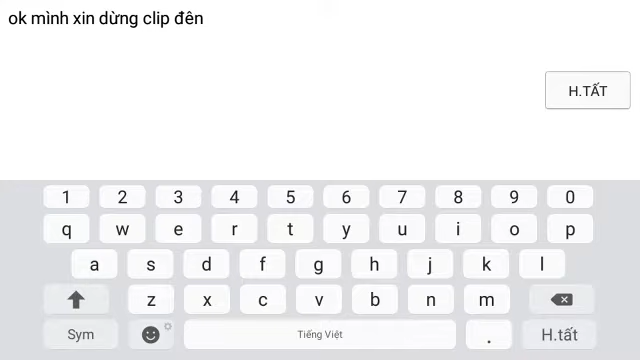 ok mình xin dừng clip đên
H.TẤT
1 2 3 4 5 6 7 8 9 0
q w e r t y u i o p
a s d f g h j k l
z x c v b n m
Sym Tiếng Việt . H.tất